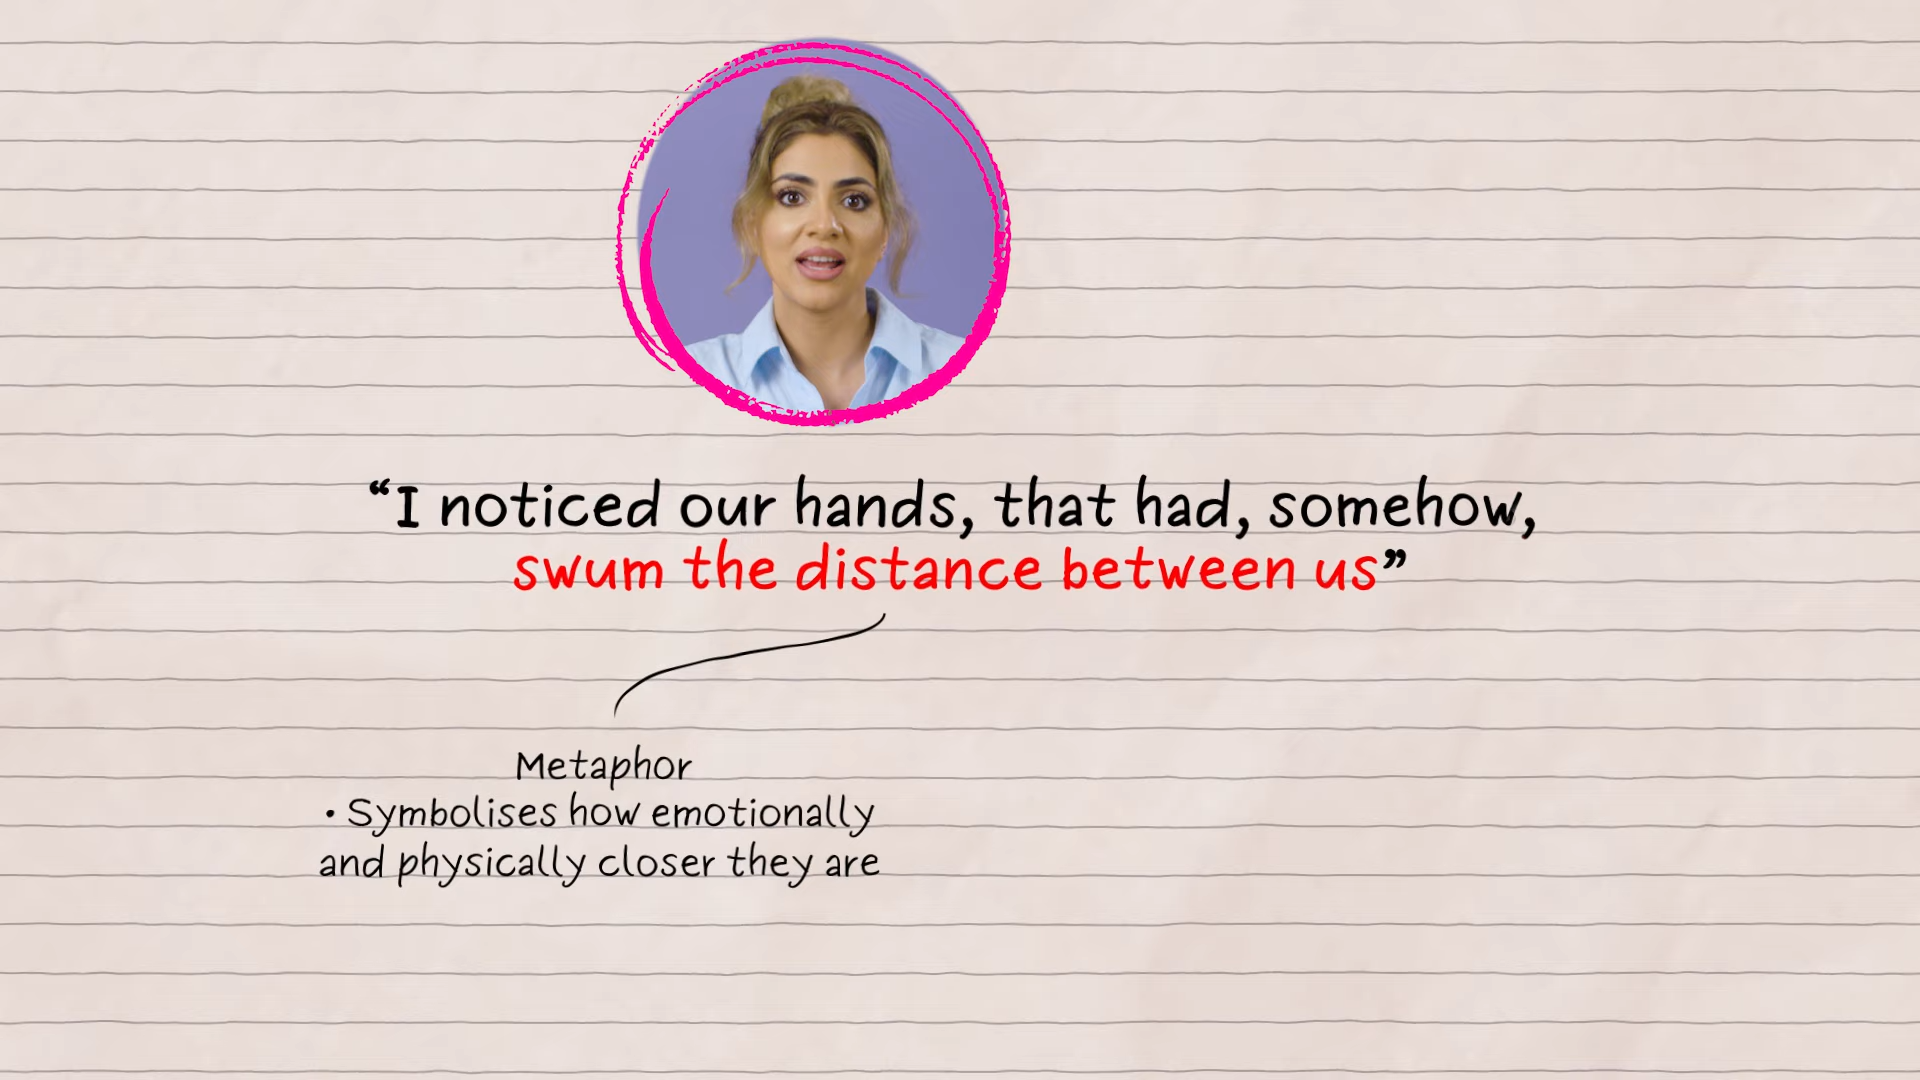 “I noticed our hands, that had, somehow,
swum the distance between us”
Metaphor
• Symbolises how emotionally
and physically closer they are